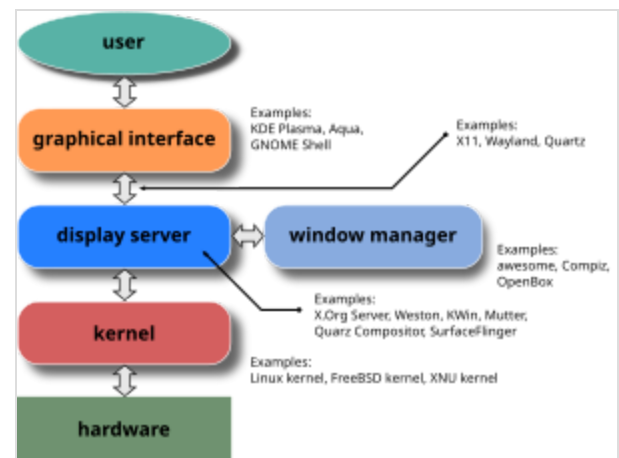 user
graphical interface
Examples:
KDE Plasma, Aqua,
GNOME Shell
Examples:
X11, Wayland, Quartz
display server
window manager
Examples:
awesome, Compiz,
OpenBox
Examples:
X.Org Server, Weston, KWin, Mutter,
Quarz Compositor, SurfaceFlinger
kernel
Examples:
Linux kernel, FreeBSD kernel, XNU kernel
hardware